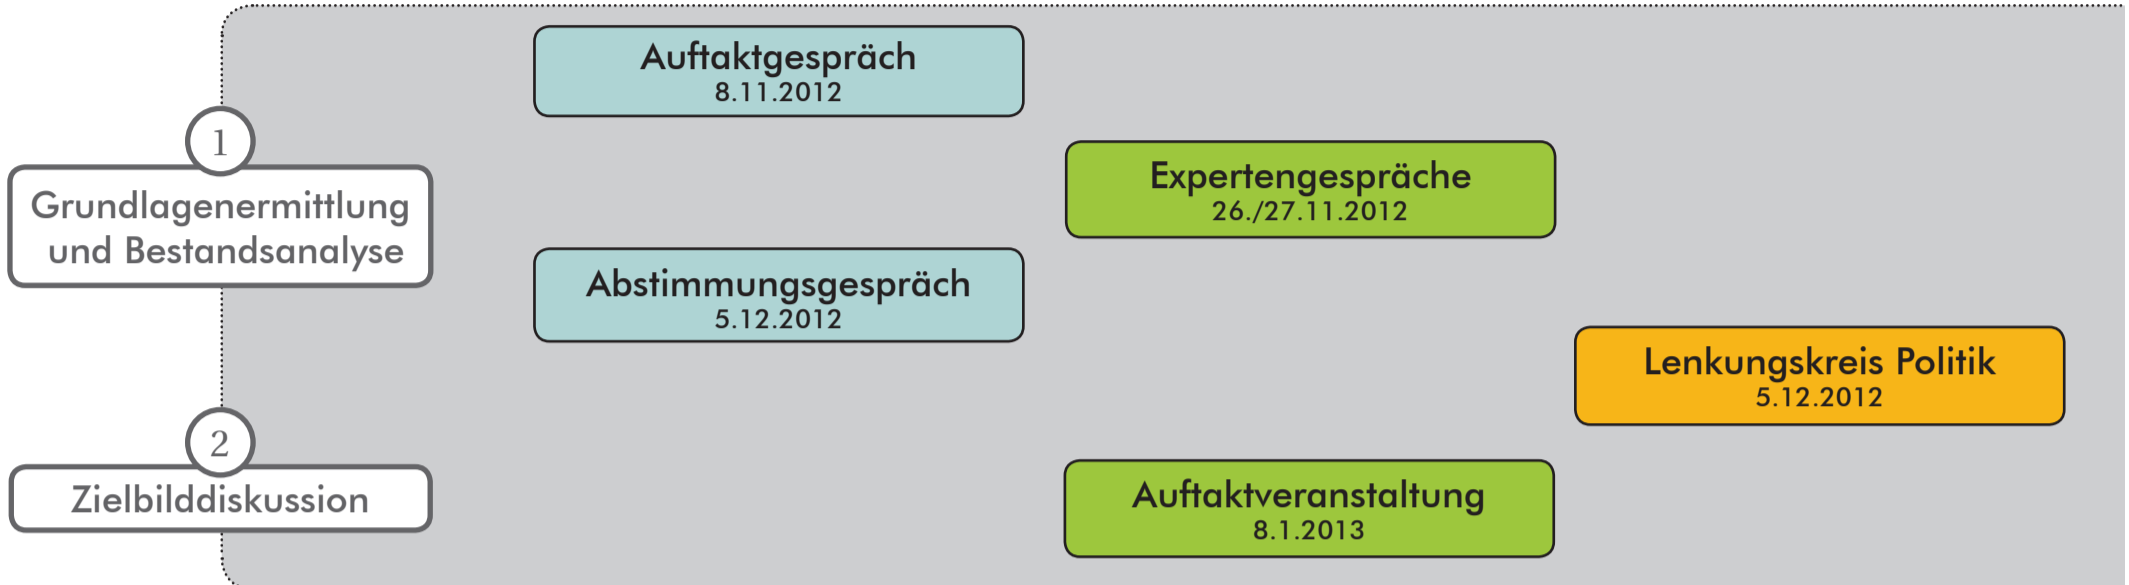 Auftaktgespräch
8.11.2012
1
Grundlagenermittlung
und Bestandsanalyse
Expertengespräche
26./27.11.2012
Abstimmungsgespräch
5.12.2012
Lenkungskreis Politik
5.12.2012
2
Zielbilddiskussion
Auftaktveranstaltung
8.1.2013